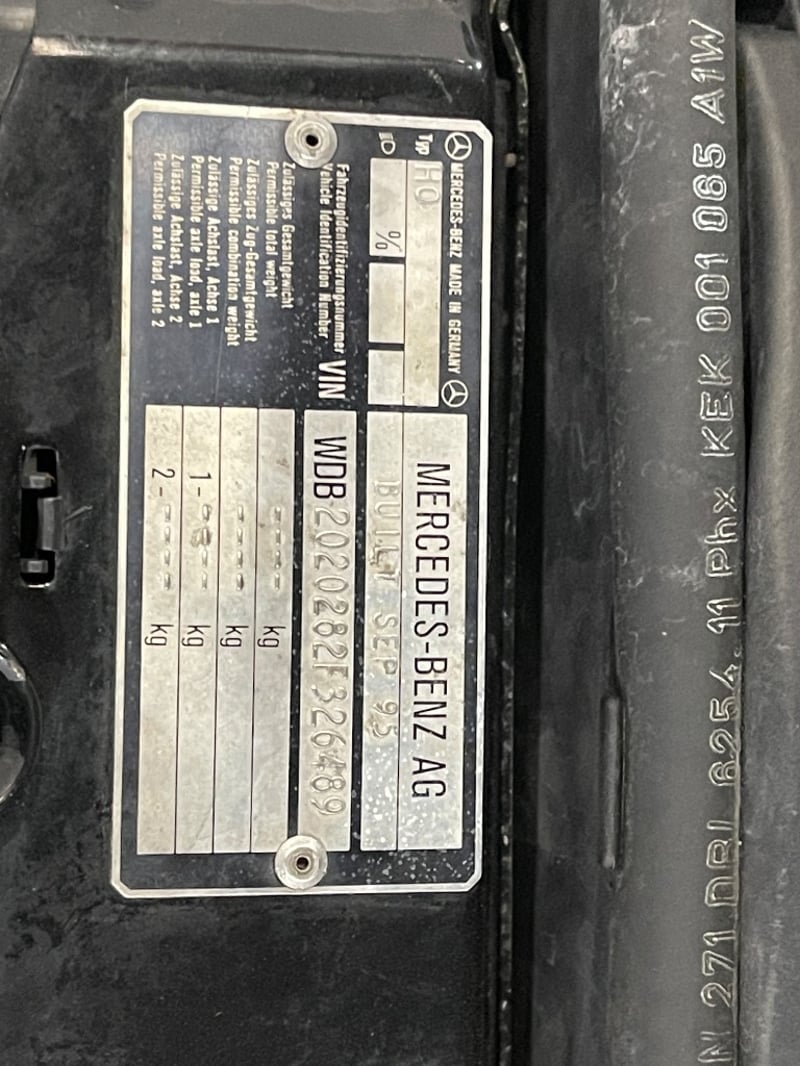 MERCEDES-BENZ MADE IN GERMANY
Typ HO
%
MERCEDES-BENZ AG
BUILT SEP 95
Fahrzeugidentifizierungsnummer
Vehicle Identification Number
VIN
WDB2020282F326489
Zulässiges Gesamtgewicht
Permissible total weight
---- kg
Zulässiges Zug-Gesamtgewicht
Permissible combination weight
---- kg
Zulässige Achslast, Achse 1
Permissible axle load, axle 1
1- ---- kg
Zulässige Achslast, Achse 2
Permissible axle load, axle 2
2- ---- kg
N 271 DBL 6254.11 Phx KEK 001 065 A1W